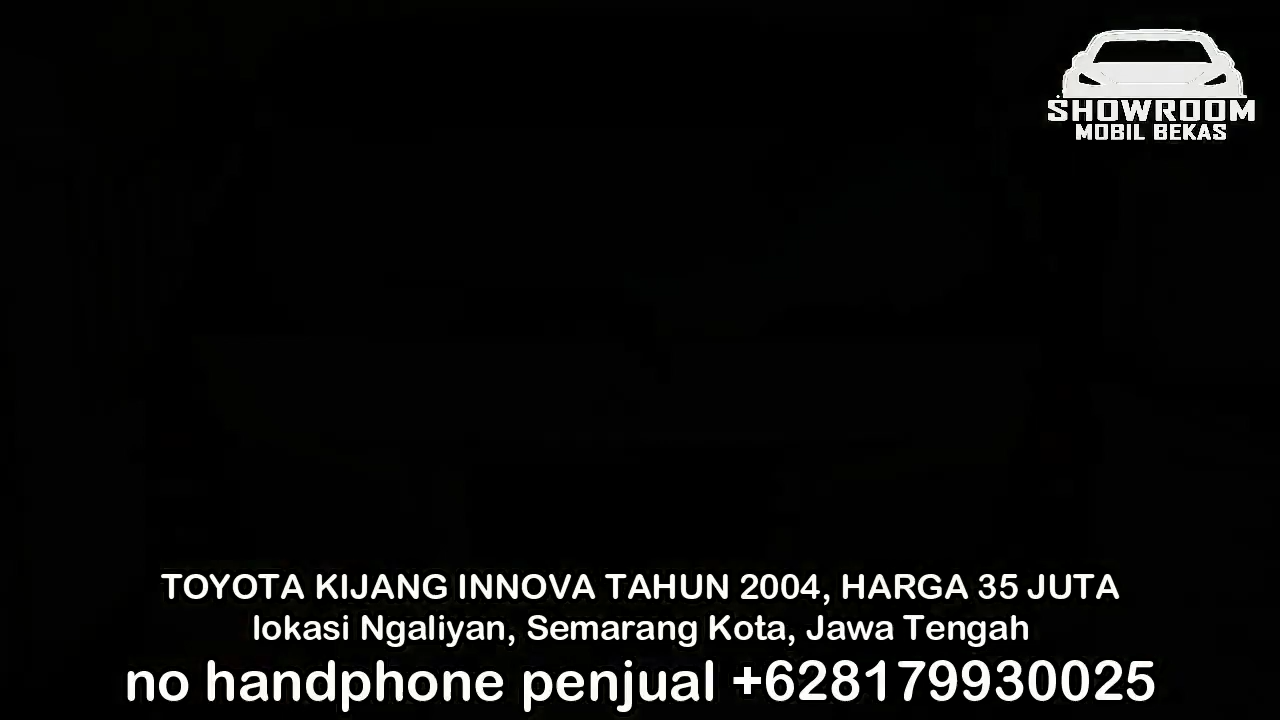 SHOWROOM
MOBIL BEKAS
TOYOTA KIJANG INNOVA TAHUN 2004, HARGA 35 JUTA
lokasi Ngaliyan, Semarang Kota, Jawa Tengah
no handphone penjual +628179930025